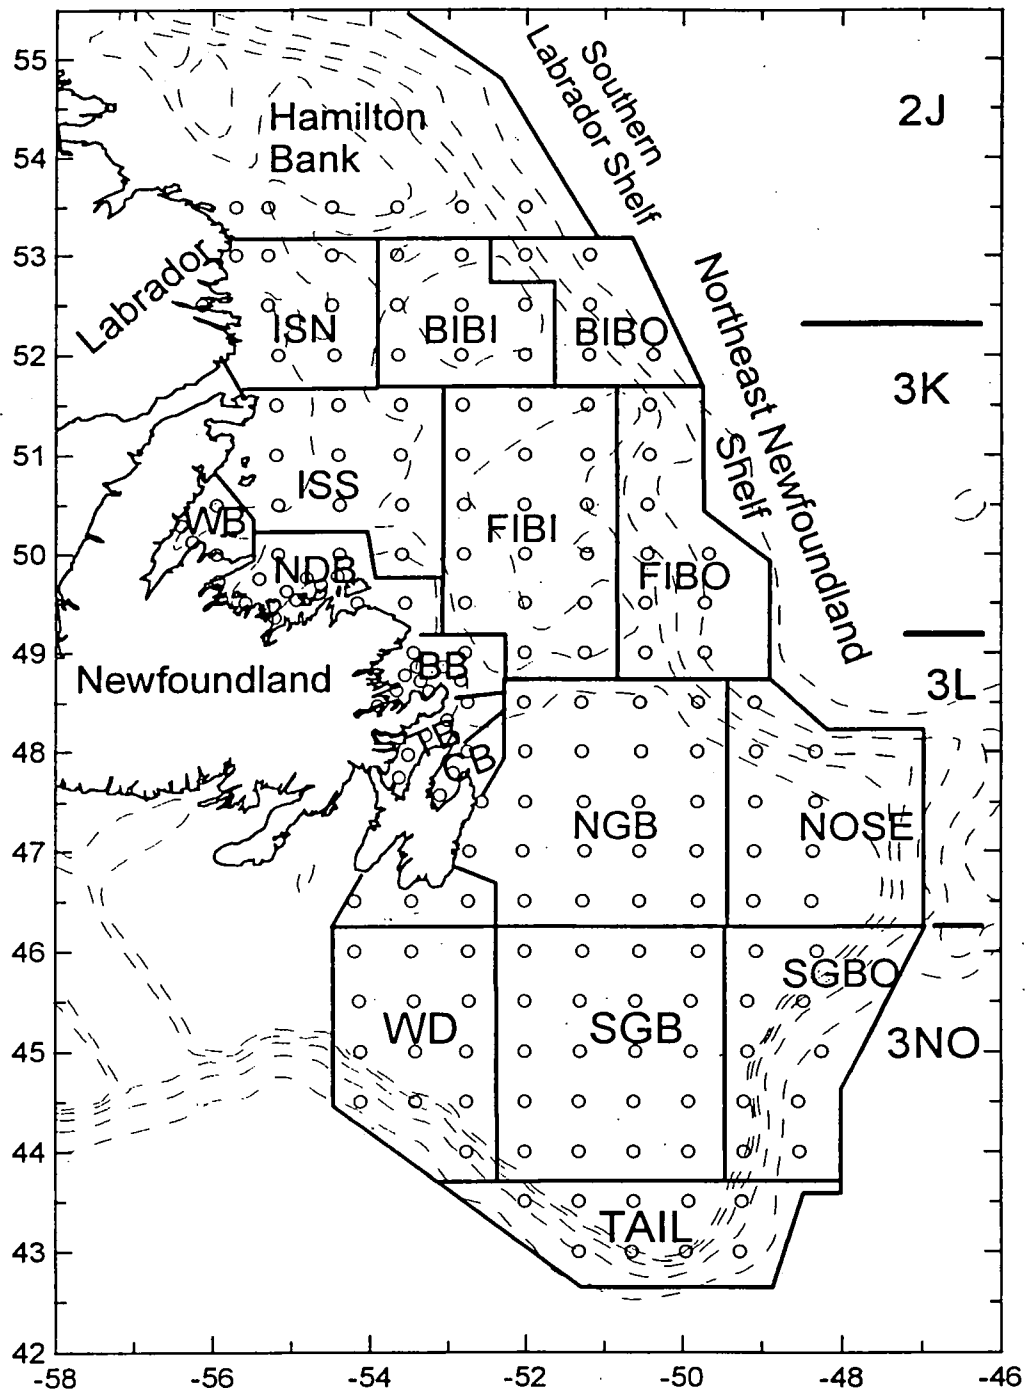 55
54
53
52
51
50
49
48
47
46
45
44
43
42
-58
-56
-54
-52
-50
-48
-46
Southern
Labrador Shelf
2J
Hamilton
Bank
Labrador
Northeast Newfoundland
Shelf
ISN
BIBI
BIBO
3K
ISS
WB
NDB
FIBI
FIBO
BB
Newfoundland
3L
TB
CB
NGB
NOSE
SGBO
WD
SGB
3NO
TAIL